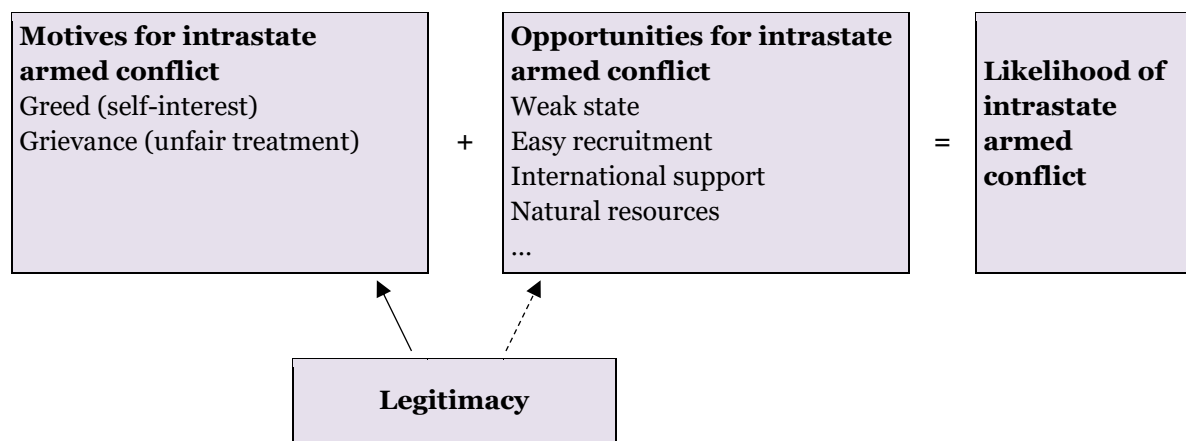 Motives for intrastate
armed conflict
Greed (self-interest)
Grievance (unfair treatment)
+
Opportunities for intrastate
armed conflict
Weak state
Easy recruitment
International support
Natural resources
...
=
Likelihood of
intrastate
armed
conflict
Legitimacy